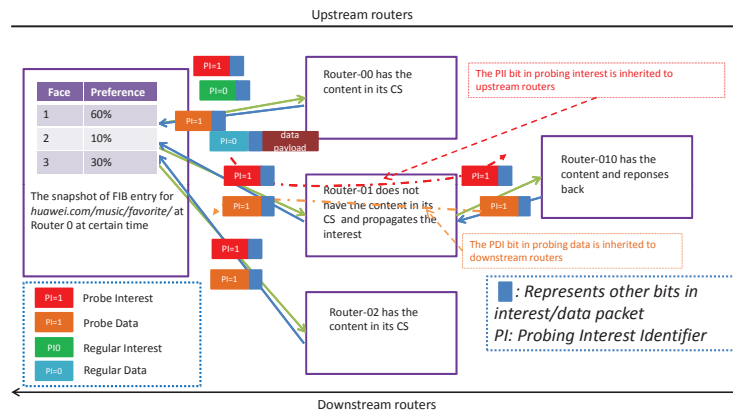 Upstream routers
PI=1
PI=0
PI=1
PI=0
data
payload
Face Preference
1 60%
2 10%
3 30%
The snapshot of FIB entry for
huawei.com/music/favorite/ at
Router 0 at certain time
Router-00 has the
content in its CS
The PII bit in probing interest is inherited to
upstream routers
PI=1
PI=1
Router-01 does not
have the content in its
CS and propagates the
interest
PI=1
PI=1
Router-010 has the
content and reponses
back
The PDI bit in probing data is inherited to
downstream routers
PI=1
PI=1
Router-02 has the
content in its CS
PI=1 Probe Interest
PI=1 Probe Data
PI0 Regular Interest
PI=0 Regular Data
: Represents other bits in
interest/data packet
PI: Probing Interest Identifier
Downstream routers